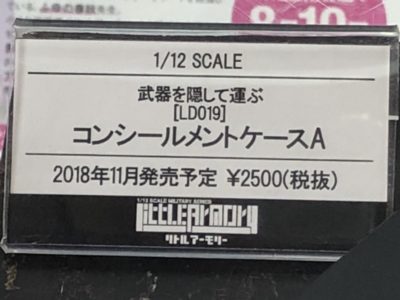 8~10
1/12 SCALE
武器を隠して運ぶ
[LD019]
コンシールメントケースA
2018年11月発売予定 ¥2500(税抜)
1/12 SCALE MILITARY SERIES
LittleArmory
リトルアーモリー